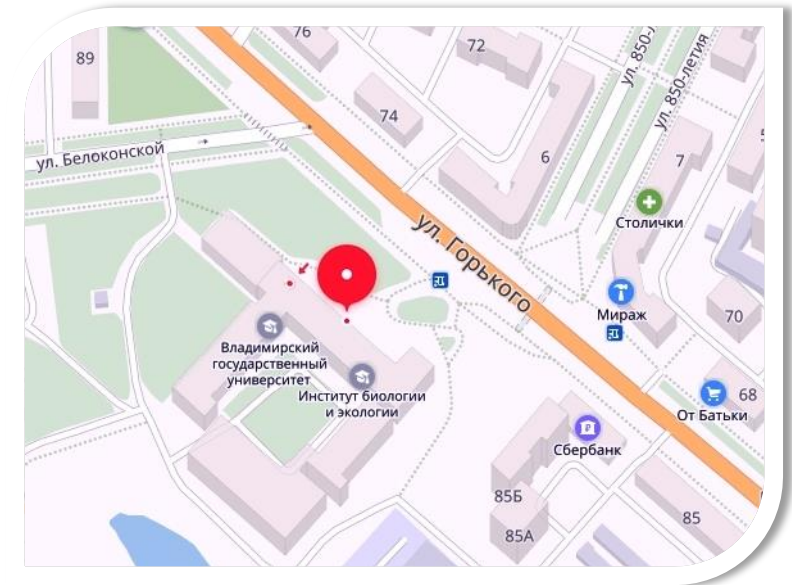 76
ул. 850-л
89
72
ул. 850-летия
74
ул. Белоконской
6
7
Столички
ул. Горького
Мираж
70
Владимирский
государственный
университет
Институт биологии
и экологии
68
От Батьки
Сбербанк
85Б
85
85А